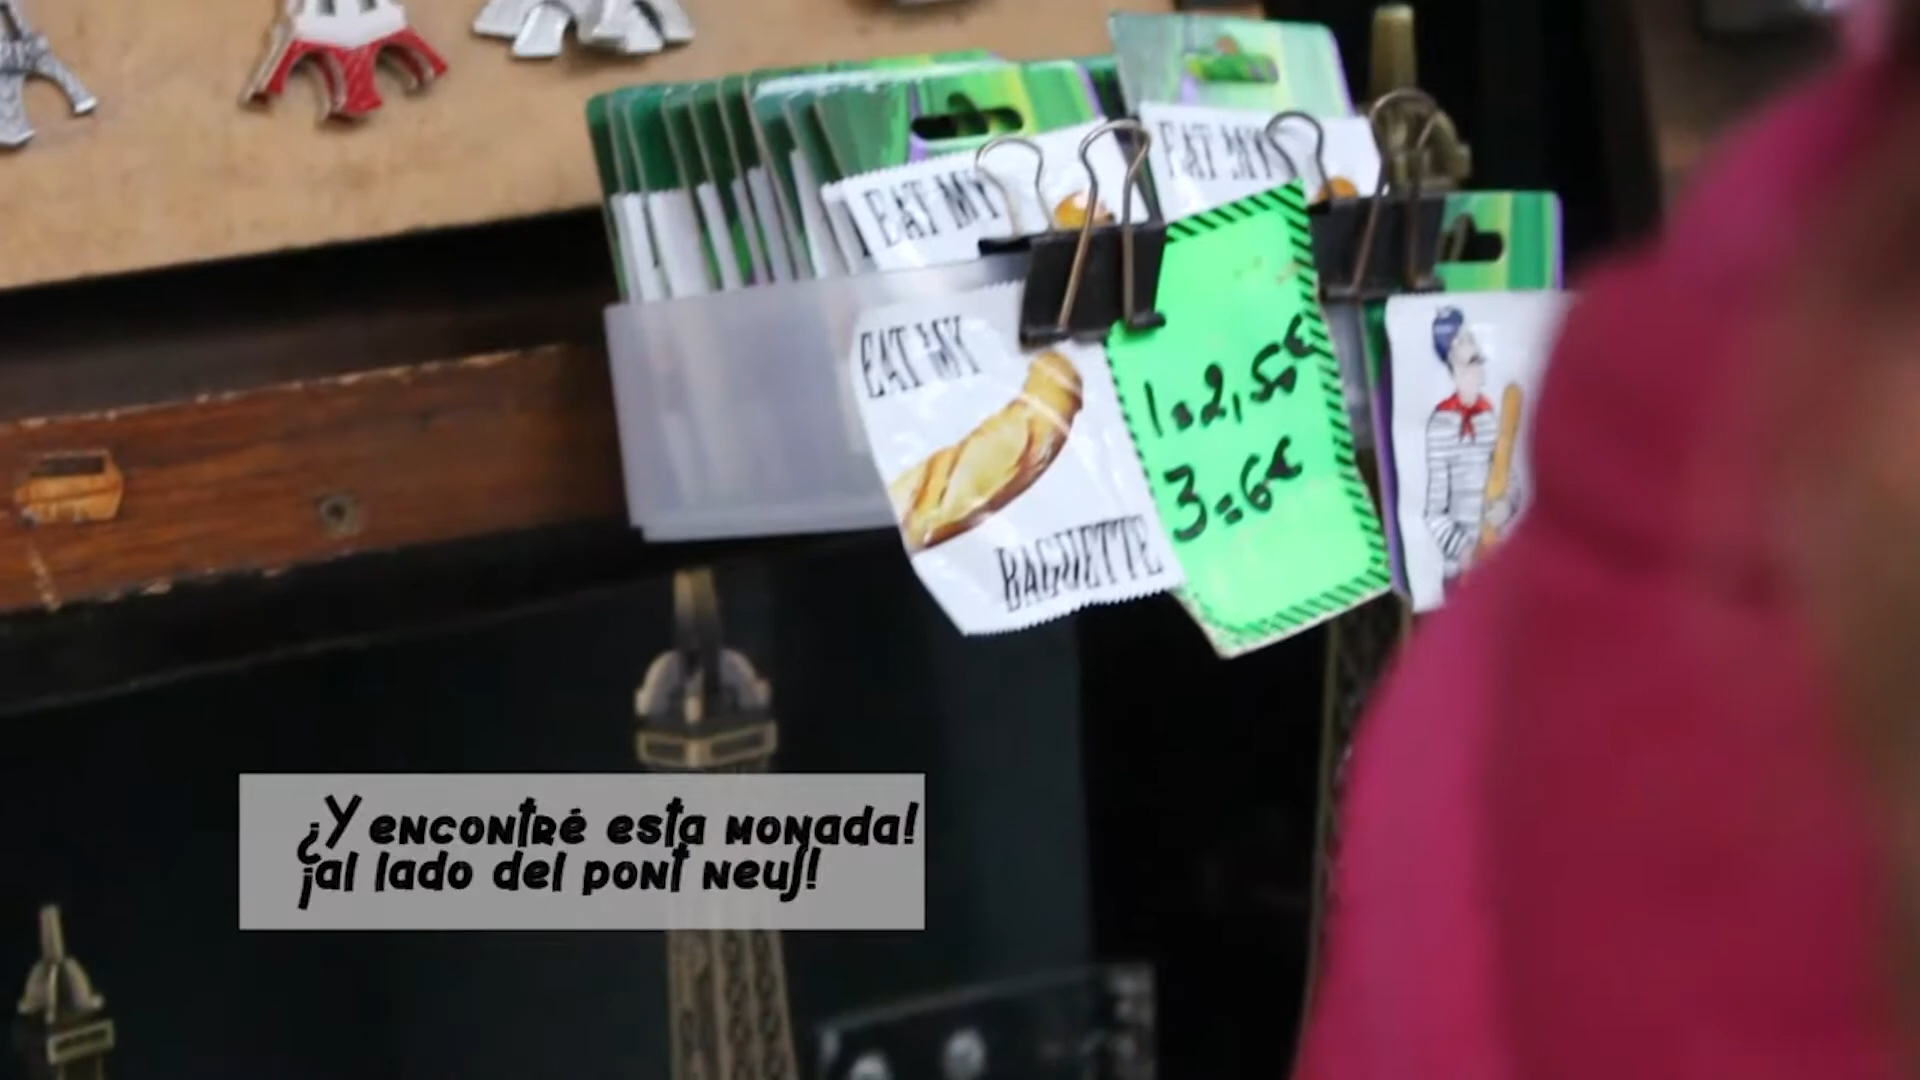 EAT MY
EAT MY
EAT MY
BAGUETTE
1=2,50€
3=6€
¿Y encontré esta monada!
¡al lado del pont neuf!